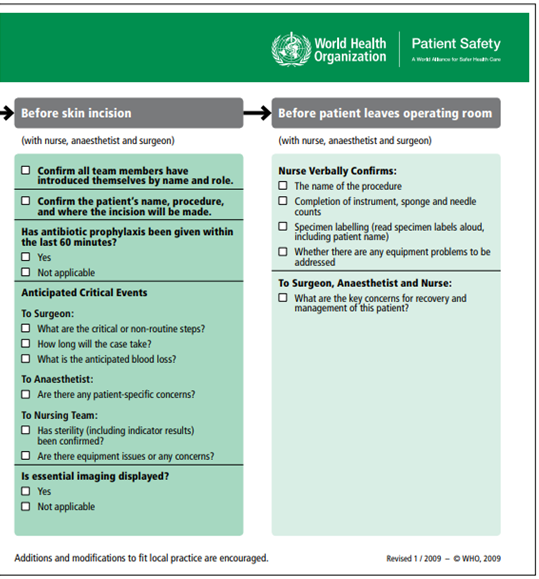 World Health
Organization
Patient Safety
A World Alliance for Safer Health Care
Before skin incision
(with nurse, anaesthetist and surgeon)
Confirm all team members have
introduced themselves by name and role.
Confirm the patient's name, procedure,
and where the incision will be made.
Has antibiotic prophylaxis been given within
the last 60 minutes?
Yes
Not applicable
Anticipated Critical Events
To Surgeon:
What are the critical or non-routine steps?
How long will the case take?
What is the anticipated blood loss?
To Anaesthetist:
Are there any patient-specific concerns?
To Nursing Team:
Has sterility (including indicator results)
been confirmed?
Are there equipment issues or any concerns?
Is essential imaging displayed?
Yes
Not applicable
Before patient leaves operating room
(with nurse, anaesthetist and surgeon)
Nurse Verbally Confirms:
The name of the procedure
Completion of instrument, sponge and needle
counts
Specimen labelling (read specimen labels aloud,
including patient name)
Whether there are any equipment problems to be
addressed
To Surgeon, Anaesthetist and Nurse:
What are the key concerns for recovery and
management of this patient?
Additions and modifications to fit local practice are encouraged.
Revised 1 / 2009 – © WHO, 2009